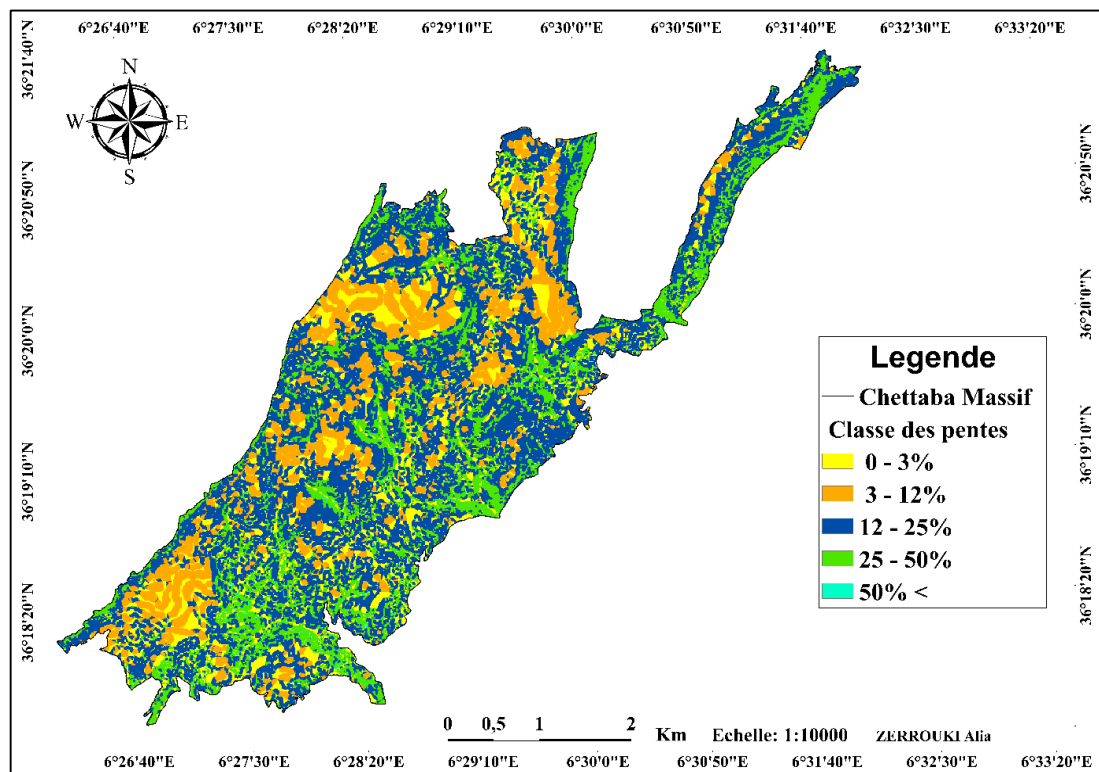 6°26'40"E 6°27'30"E 6°28'20"E 6°29'10"E 6°30'0"E 6°30'50"E 6°31'40"E 6°32'30"E 6°33'20"E
36°21'40"N
36°20'50"N
36°20'0"N
36°19'10"N
36°18'20"N
N
W E
S
36°20'50"N
36°20'0"N
36°19'10"N
36°18'20"N
Legende
Chettaba Massif
Classe des pentes
0 - 3%
3 - 12%
12 - 25%
25 - 50%
50% <
0 0,5 1 2
Km Echelle: 1:10000 ZERROUKI Alia
6°26'40"E 6°27'30"E 6°28'20"E 6°29'10"E 6°30'0"E 6°30'50"E 6°31'40"E 6°32'30"E 6°33'20"E